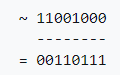 ~ 11001000
  --------
= 00110111